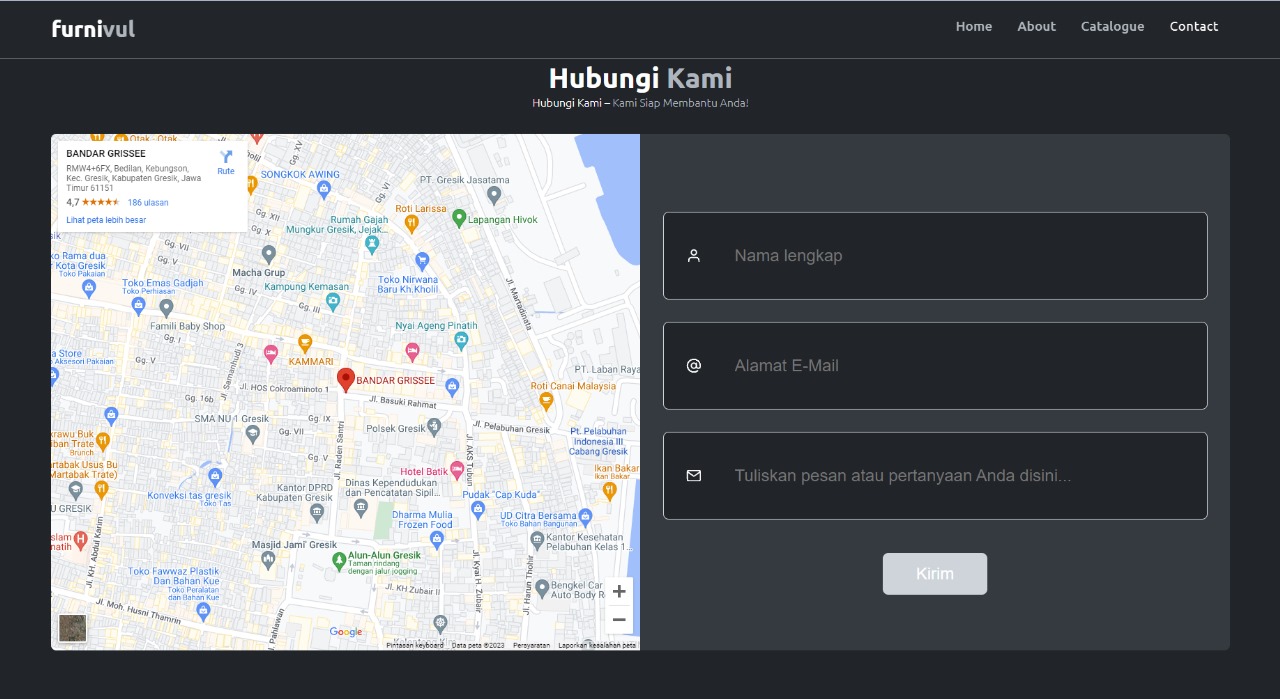 furnivul
Home About Catalogue Contact
Hubungi Kami
Hubungi Kami – Kami Siap Membantu Anda!
BANDAR GRISSEE
RMW4+6FX, Bedilan, Kebungson,
Kec. Gresik, Kabupaten Gresik, Jawa
Timur 61151
4,7
186 ulasan
Lihat peta lebih besar
Rute
Otak - Otak
SONGKOK AWING
Gg. XV
PT. Gresik Jasatama
Gg. XII
Roti Larissa
Rumah Gajah
Mungkur Gresik, Jejak...
Lapangan Hivok
Gg. VII
Gg. VI
Macha Grup
Toko Emas Gadjah
Toko Perhiasan
Kampung Kemasan
Toko Nirwana
Baru Kh.Kholil
Jl. Martadinata
Gg. V
Gg. III
Famili Baby Shop
Gg. I
Nyai Ageng Pinatih
a Store
Aksesori Pakaian
Gg. V
KAMMARI
Jl. Samanhudi 3
PT. Laban Raya
BANDAR GRISSEE
Jl. HOS Cokroaminoto 1
Roti Canai Malaysia
Gg. 16b
Jl. Basuki Rahmat
SMA NU 1 Gresik
Gg. IX
Gg. VII
Polsek Gresik
Jl. Pelabuhan Gresik
Pt. Pelabuhan
Indonesia III
Cabang Gresik
krawu Buk
iban Trate
Brunch
Jl. Raden Santri
Jl. AKS Tubun
rtabak Usus Bu
Martabak Trate)
Hotel Batik
Ikan Bakar
Ikan Bakar
Konveksi tas gresik
Toko Tas
Kantor DPRD
Kabupaten Gresik
Dinas Kependudukan
dan Pencatatan Sipil...
Pudak "Cap Kuda"
U GRESIK
Dharma Mulia
Frozen Food
UD Citra Bersama
Toko Bahan Bangunan
Jl. KH. Abdul Karim
Masjid Jami' Gresik
Kantor Kesehatan
Pelabuhan Kelas 1...
Alun-Alun Gresik
Taman rindang
dengan jalur jogging
Toko Fawwaz Plastik
Dan Bahan Kue
Toko Peralatan
dan Bahan Kue
Jl. KH Zubair II
Jl. Kyai H. Zubair
Jl. Harun Thohir
Bengkel Car
Auto Body R
Jl. Moh. Husni Thamrin
Jl. Pahlawan
Google
Pintasan keyboard Data peta ©2023 Persyaratan Laporkan kesalahan peta
Nama lengkap
Alamat E-Mail
Tuliskan pesan atau pertanyaan Anda disini...
Kirim